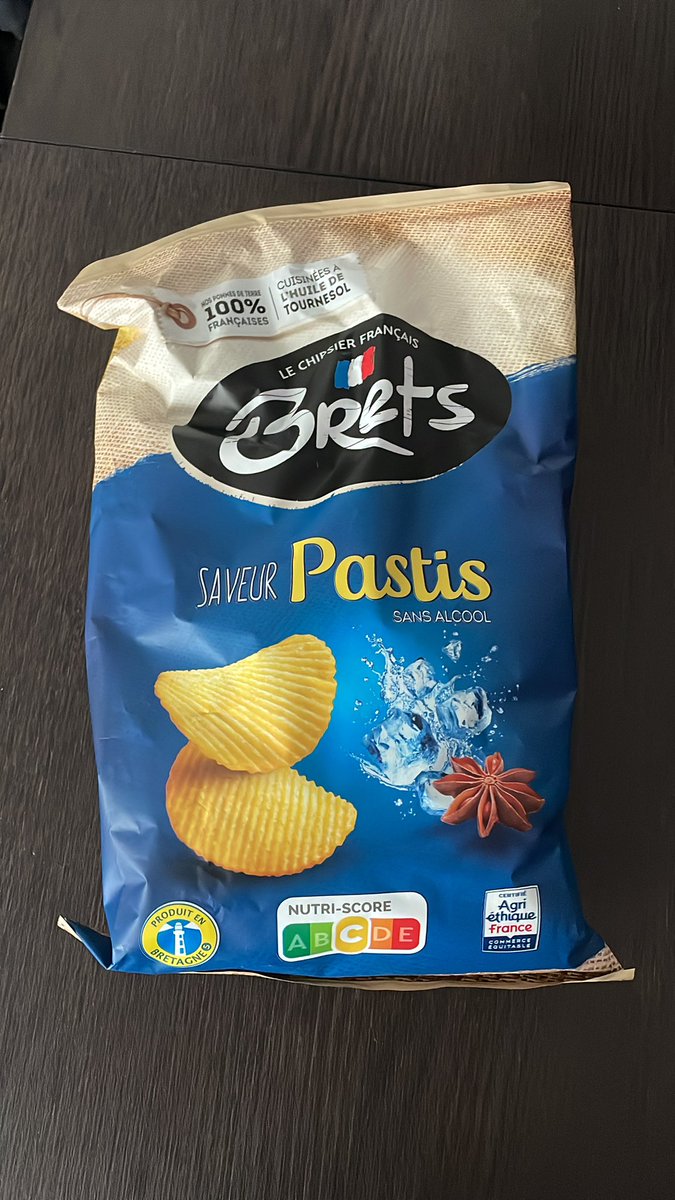 NOS POMMES DE TERRE
100%
FRANÇAISES
CUISINÉES À
L'HUILE DE
TOURNESOL
LE CHIPSIER FRANÇAIS
BRETS
SAVEUR Pastis
SANS ALCOOL
PRODUIT EN
BRETAGNE
NUTRI-SCORE
A B C D E
CERTIFIÉ
Agri
éthique
france
COMMERCE
ÉQUITABLE